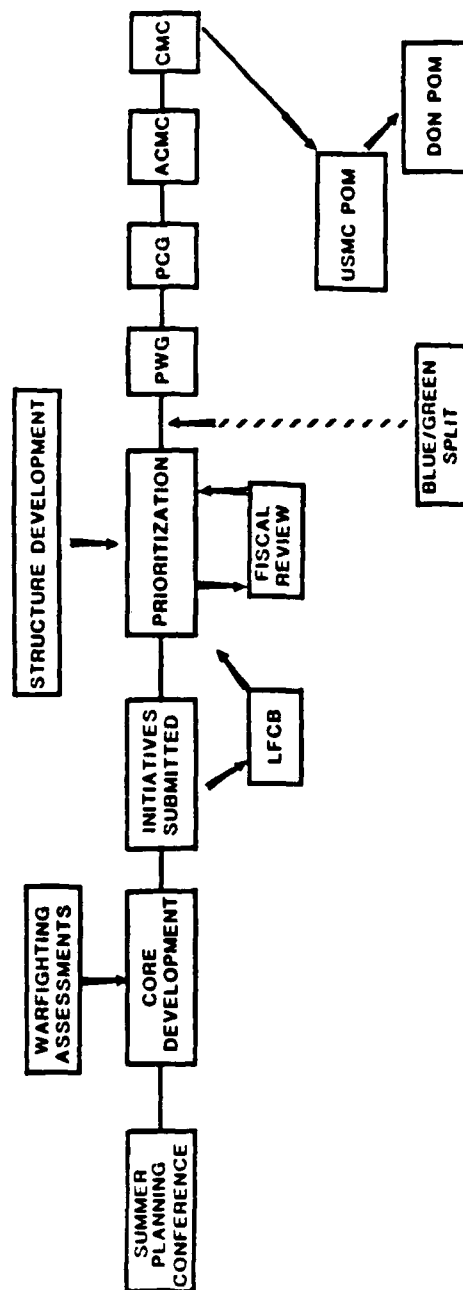 SUMMER
PLANNING
CONFERENCE
WARFIGHTING
ASSESSMENTS
CORE
DEVELOPMENT
INITIATIVES
SUBMITTED
LFCB
STRUCTURE DEVELOPMENT
PRIORITIZATION
FISCAL
REVIEW
PWG
BLUE/GREEN
SPLIT
PCG
ACMC
CMC
USMC POM
DON POM